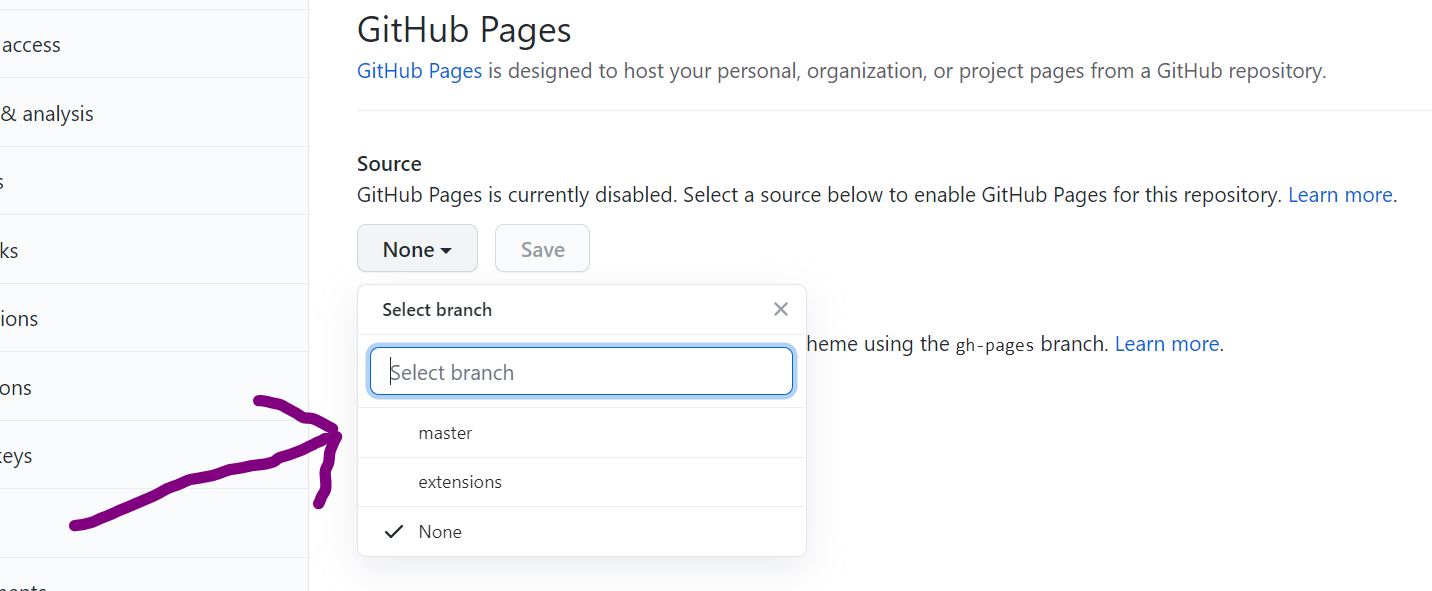 GitHub Pages
access
GitHub Pages is designed to host your personal, organization, or project pages from a GitHub repository.
& analysis
Source
s
GitHub Pages is currently disabled. Select a source below to enable GitHub Pages for this repository. Learn more.
None Save
ks
Select branch
ions
heme using the gh-pages branch. Learn more.
Select branch
ons
master
keys
extensions
None